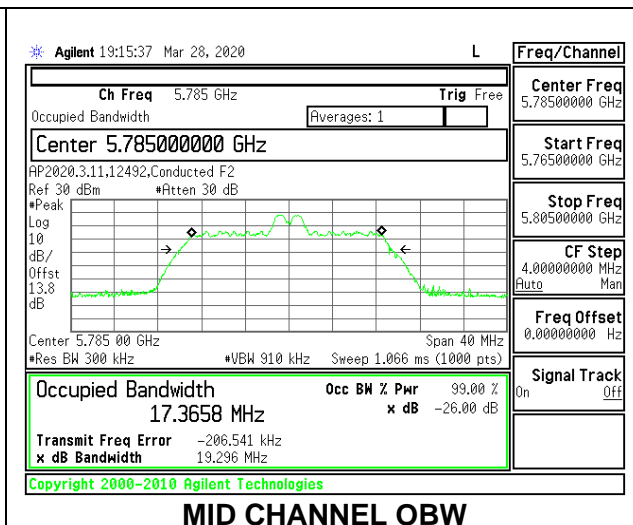 Agilent 19:15:37 Mar 28, 2020 L Freq/Channel
Ch Freq 5.785 GHz Trig Free
Occupied Bandwidth Averages: 1
Center 5.785000000 GHz
AP2020.3.11,12492,Conducted F2
Ref 30 dBm #Atten 30 dB
#Peak
Log
10
dB/
Offst
13.8
dB
Center 5.785 00 GHz Span 40 MHz
#Res BW 300 kHz #VBW 910 kHz Sweep 1.066 ms (1000 pts)
Occupied Bandwidth Occ BW % Pwr 99.00 %
17.3658 MHz x dB -26.00 dB
Transmit Freq Error -206.541 kHz
x dB Bandwidth 19.296 MHz
Copyright 2000-2010 Agilent Technologies
Center Freq
5.78500000 GHz
Start Freq
5.76500000 GHz
Stop Freq
5.80500000 GHz
CF Step
4.00000000 MHz
Auto Man
Freq Offset
0.00000000 Hz
Signal Track
On Off
MID CHANNEL OBW